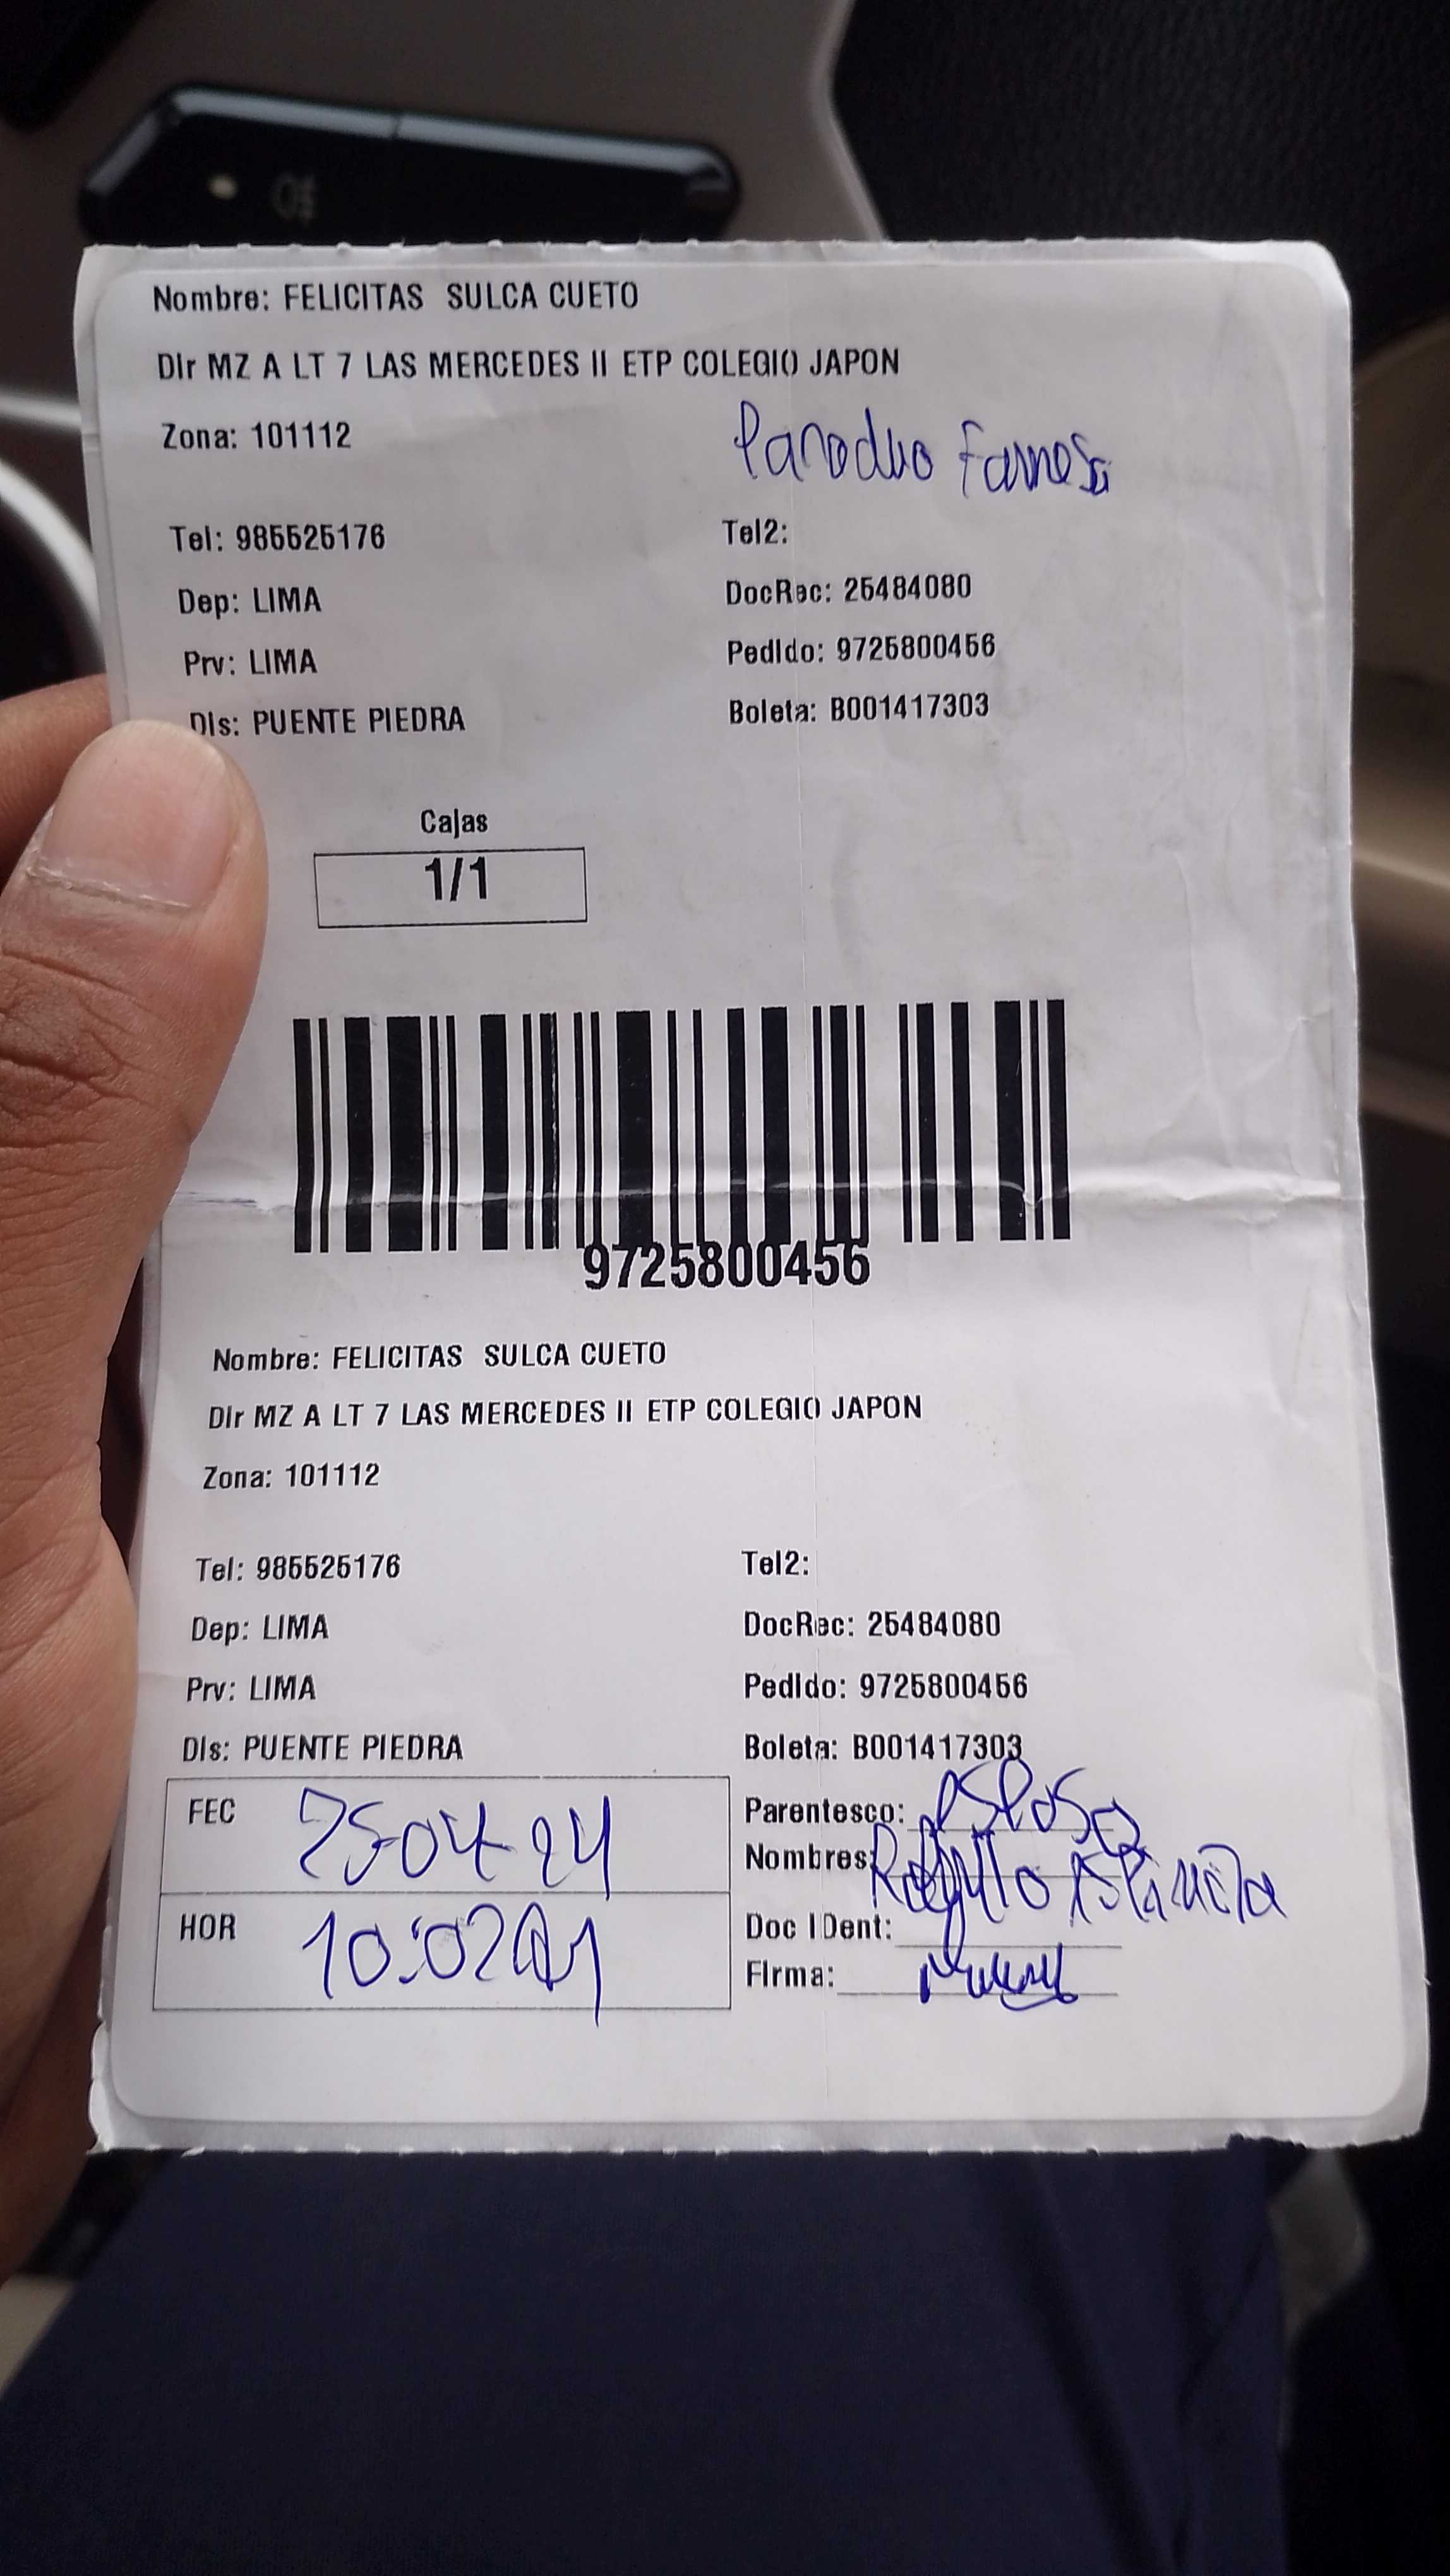 Nombre: FELICITAS SULCA CUETO
Dir MZ A LT 7 LAS MERCEDES II ETP COLEGIO JAPON
Zona: 101112
Tel: 985525176 Tel2:
Dep: LIMA DocRec: 25484080
Prv: LIMA Pedido: 9725800456
Dis: PUENTE PIEDRA Boleta: B001417303
Cajas
1/1
9725800456
Nombre: FELICITAS SULCA CUETO
Dir MZ A LT 7 LAS MERCEDES II ETP COLEGIO JAPON
Zona: 101112
Tel: 985525176 Tel2:
Dep: LIMA DocRec: 25484080
Prv: LIMA Pedido: 9725800456
Dis: PUENTE PIEDRA Boleta: B001417303
FEC 25-04-24 Parentesco: esposo
Nombres:
HOR 10:02 Doc IDent:
Firma: